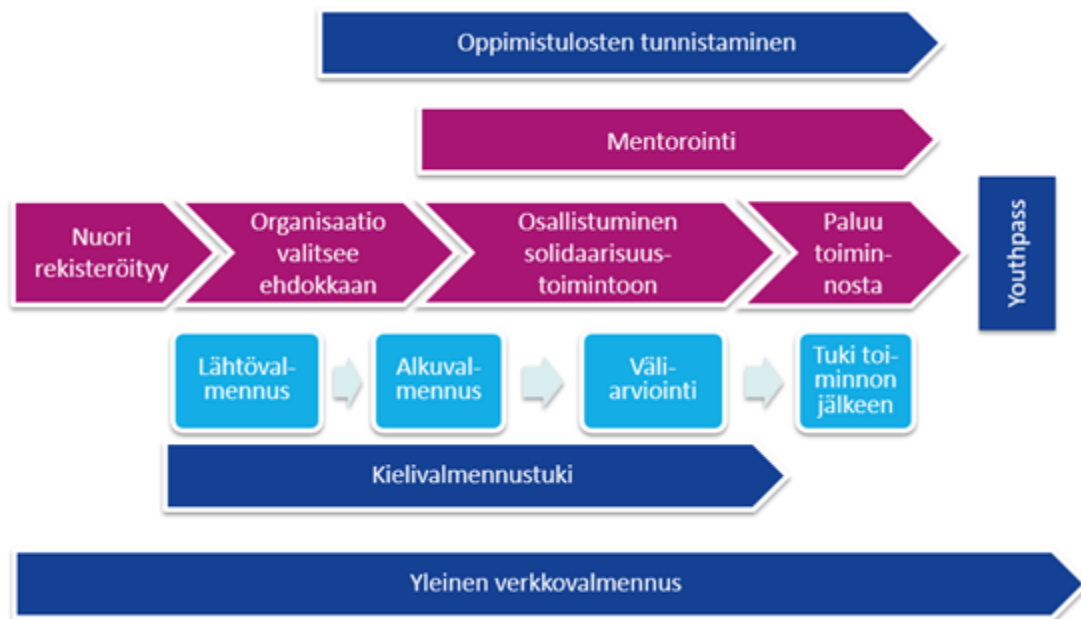 Oppimistulosten tunnistaminen
Mentorointi
Nuori
rekisteröityy
Organisaatio
valitsee
ehdokkaan
Osallistuminen
solidaarisuus-
toimintoon
Paluu
toimin-
nosta
Youthpass
Lähtöval-
mennus
Alkuval-
mennus
Väli-
arviointi
Tuki toi-
minnon
jälkeen
Kielivalmennustuki
Yleinen verkkovalmennus